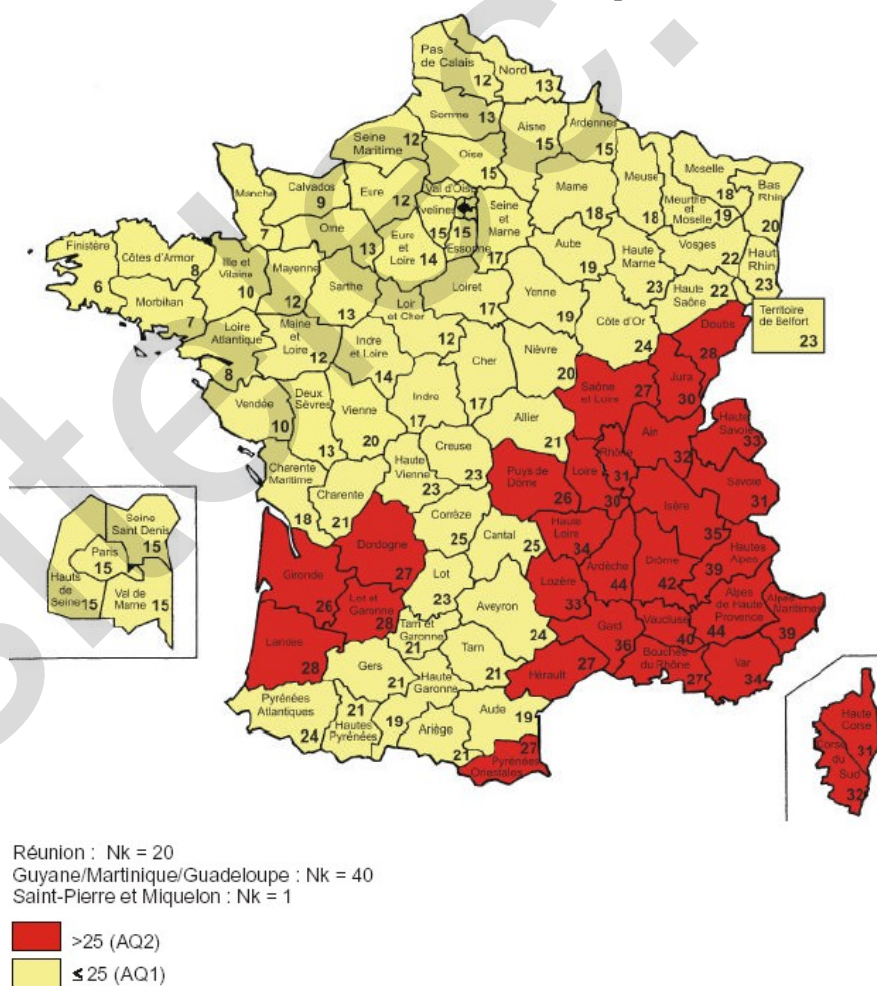 Pas
de Calais
12
Nord
13
Somme
13
Seine
Maritime
12
Aisne
15
Ardennes
15
Oise
15
Manche
7
Calvados
9
Eure
12
Val d'Oise
Yvelines
15
Essonne
15
Seine
et
Marne
17
Marne
18
Meuse
18
Moselle
18
Meurthe
et
Moselle
19
Bas
Rhin
20
Finistère
6
Côtes d'Armor
8
Morbihan
7
Ille et
Vilaine
10
Mayenne
12
Orne
13
Eure
et
Loire
14
Sarthe
13
Loir
et Cher
12
Loiret
17
Yonne
19
Aube
19
Haute
Marne
23
Vosges
22
Haut
Rhin
23
Haute
Saône
22
Territoire
de Belfort
23
Loire
Atlantique
8
Maine
et
Loire
12
Indre
et Loire
14
Cher
17
Nièvre
20
Côte d'Or
24
Doubs
28
Jura
30
Saône
et Loire
27
Vendée
10
Deux
Sèvres
13
Vienne
20
Indre
17
Allier
21
Charente
Maritime
18
Charente
21
Haute
Vienne
23
Creuse
23
Puys de
Dôme
26
Loire
30
Rhône
31
Ain
32
Haute
Savoie
33
Savoie
31
Seine
Saint Denis
15
Paris
15
Hauts
de
Seine
15
Val de
Marne
15
Corrèze
25
Cantal
25
Haute
Loire
34
Isère
35
Gironde
26
Dordogne
27
Lot
23
Lozère
33
Ardèche
44
Drôme
42
Hautes
Alpes
39
Landes
28
Lot et
Garonne
28
Tarn et
Garonne
21
Aveyron
24
Gard
36
Vaucluse
40
Alpes
de Haute
Provence
44
Alpes
Maritimes
39
Gers
21
Haute
Garonne
19
Tarn
21
Hérault
27
Bouches
du Rhône
27
Var
34
Pyrénées
Atlantiques
24
21
Hautes
Pyrénées
Ariège
21
Aude
19
27
Pyrénées
Orientales
Haute
Corse
31
Corse
du
Sud
32
Réunion : Nk = 20
Guyane/Martinique/Guadeloupe : Nk = 40
Saint-Pierre et Miquelon : Nk = 1
>25 (AQ2)
≤ 25 (AQ1)